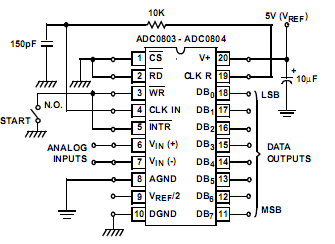 10K
5V (VREF)
150pF
ADC0803 - ADC0804
1 CS V+ 20
2 RD CLK R 19
10µF
N.O.
3 WR DB0 18 LSB
4 CLK IN DB1 17
START
5 INTR DB2 16
6 VIN (+) DB3 15
ANALOG
INPUTS
7 VIN (-) DB4 14
DATA
OUTPUTS
8 AGND DB5 13
9 VREF/2 DB6 12
10 DGND DB7 11 MSB